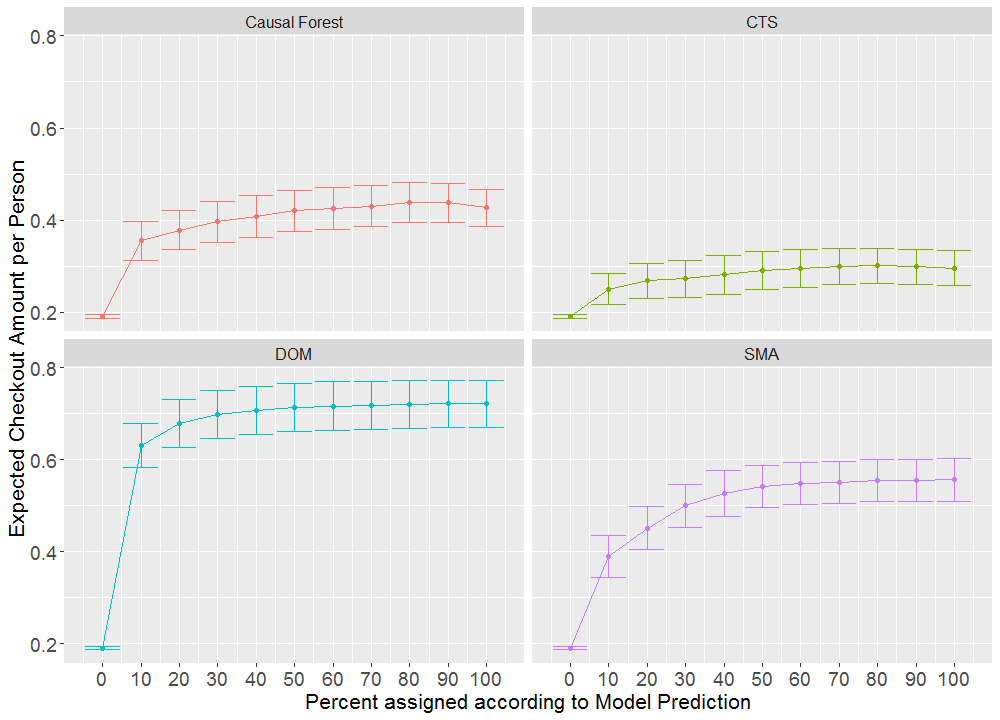 Causal Forest
CTS
0.8
0.6
0.4
0.2
DOM
SMA
0.8
0.6
0.4
0.2
0 10 20 30 40 50 60 70 80 90 100
0 10 20 30 40 50 60 70 80 90 100
Percent assigned according to Model Prediction
Expected Checkout Amount per Person